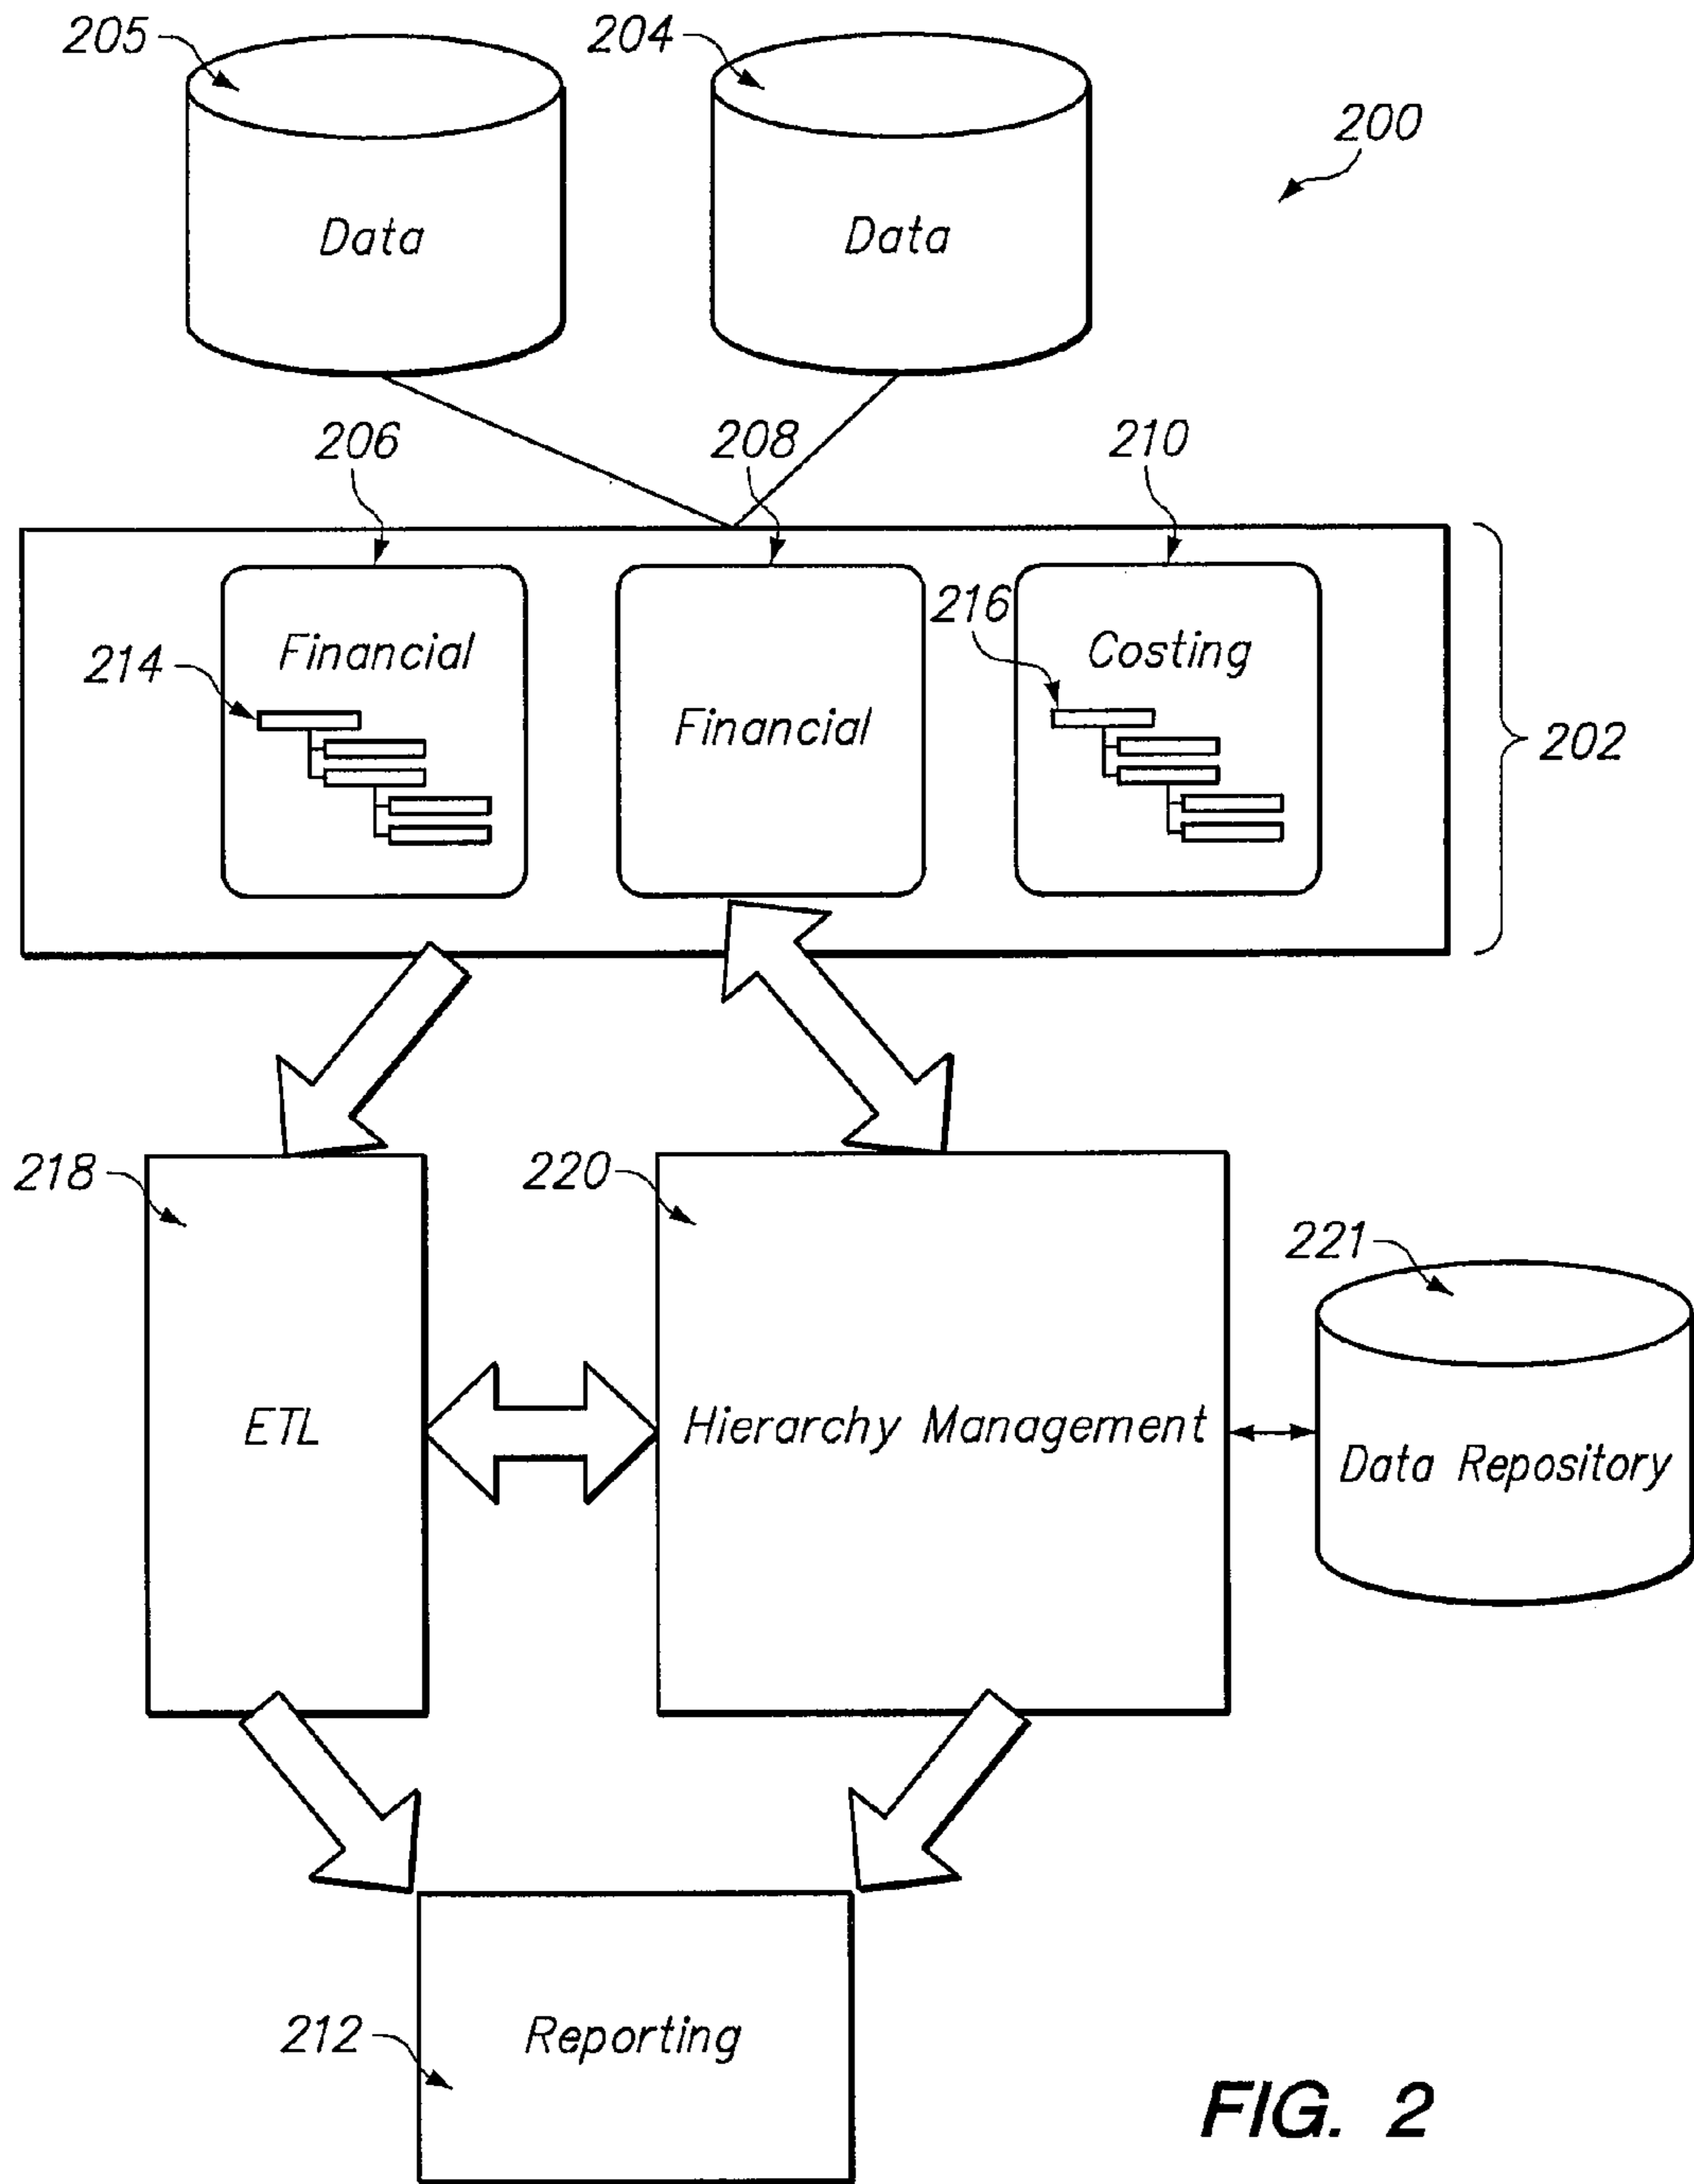 205
204
200
Data
Data
206
208
210
216
Financial
Costing
214
Financial
202
218
220
221
ETL
Hierarchy Management
Data Repository
Reporting
212
FIG. 2